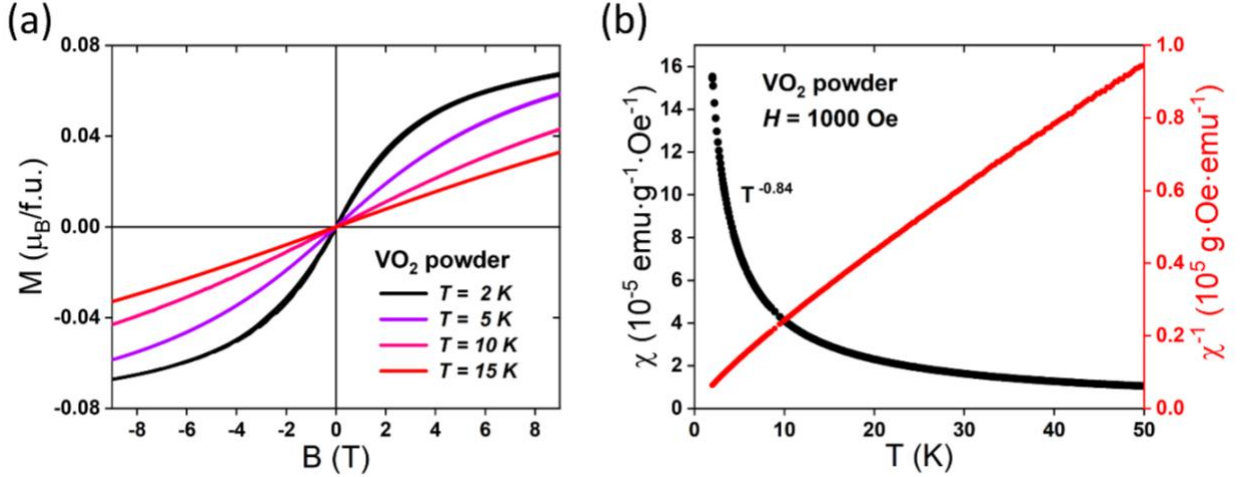 (a)
0.08
0.04
0.00
-0.04
-0.08
M (μB/f.u.)
VO2 powder
T = 2 K
T = 5 K
T = 10 K
T = 15 K
-8 -6 -4 -2 0 2 4 6 8
B (T)
(b)
16
14
12
10
8
6
4
2
0
χ (10-5 emu·g-1·Oe-1)
VO2 powder
H = 1000 Oe
T-0.84
1.0
0.8
0.6
0.4
0.2
0.0
χ-1 (105 g·Oe·emu-1)
0 10 20 30 40 50
T (K)